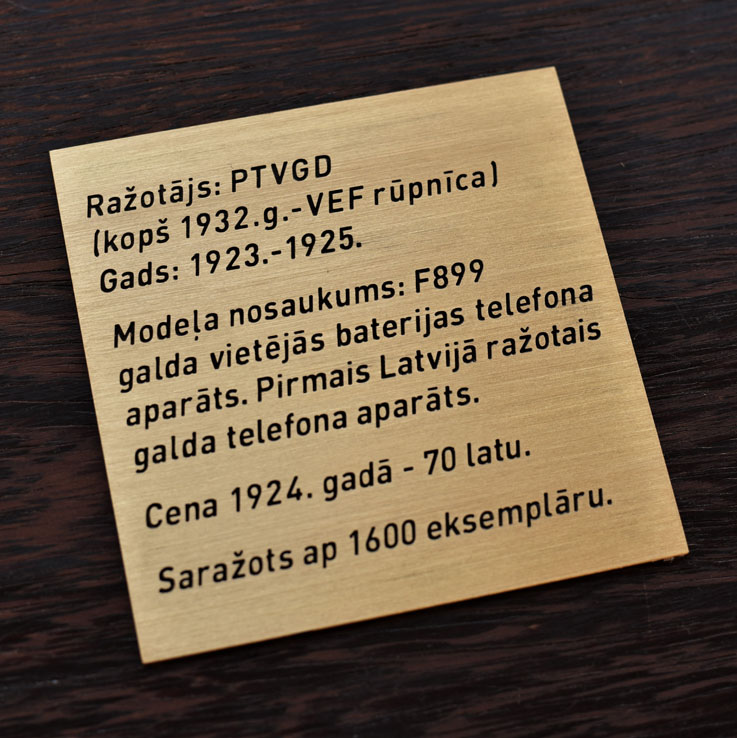 Ražotājs: PTVGD
(kopš 1932.g.-VEF rūpnīca)
Gads: 1923.-1925.
Modeļa nosaukums: F899
galda vietējās baterijas telefona
aparāts. Pirmais Latvijā ražotais
galda telefona aparāts.
Cena 1924. gadā - 70 latu.
Saražots ap 1600 eksemplāru.